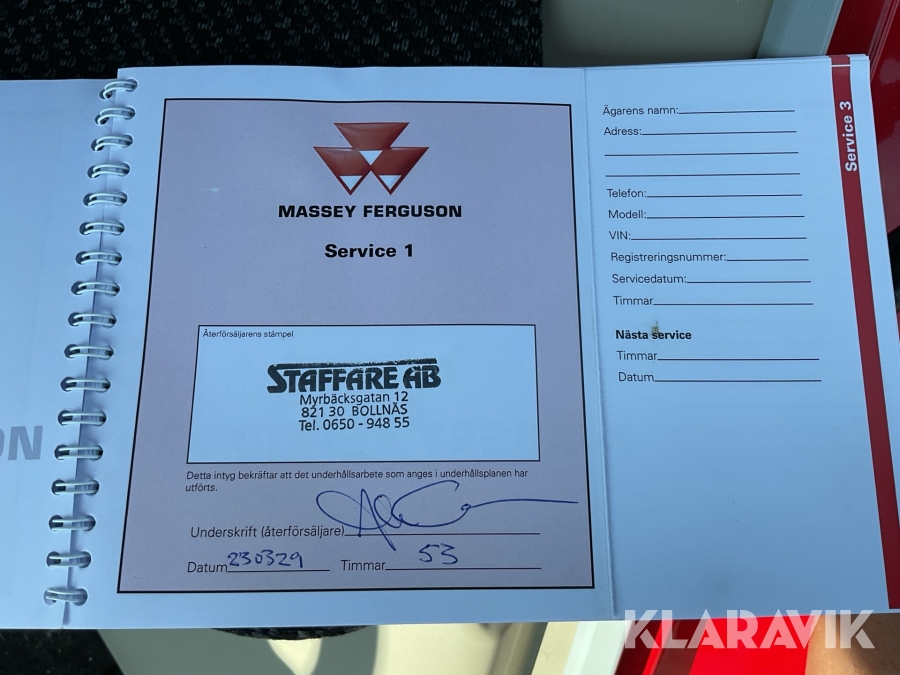 MASSEY FERGUSON
Service 1
Återförsäljarens stämpel
STAFFARE AB
Myrbäcksgatan 12
821 30 BOLLNÄS
Tel. 0650 - 948 55
Detta intyg bekräftar att det underhållsarbete som anges i underhållsplanen har
utförts.
Underskrift (återförsäljare)
Datum 230329 Timmar 53
Ägarens namn:
Adress:
Telefon:
Modell:
VIN:
Registreringsnummer:
Servicedatum:
Timmar
Nästa service
Timmar
Datum
Service 3
ON
KLARAVIK